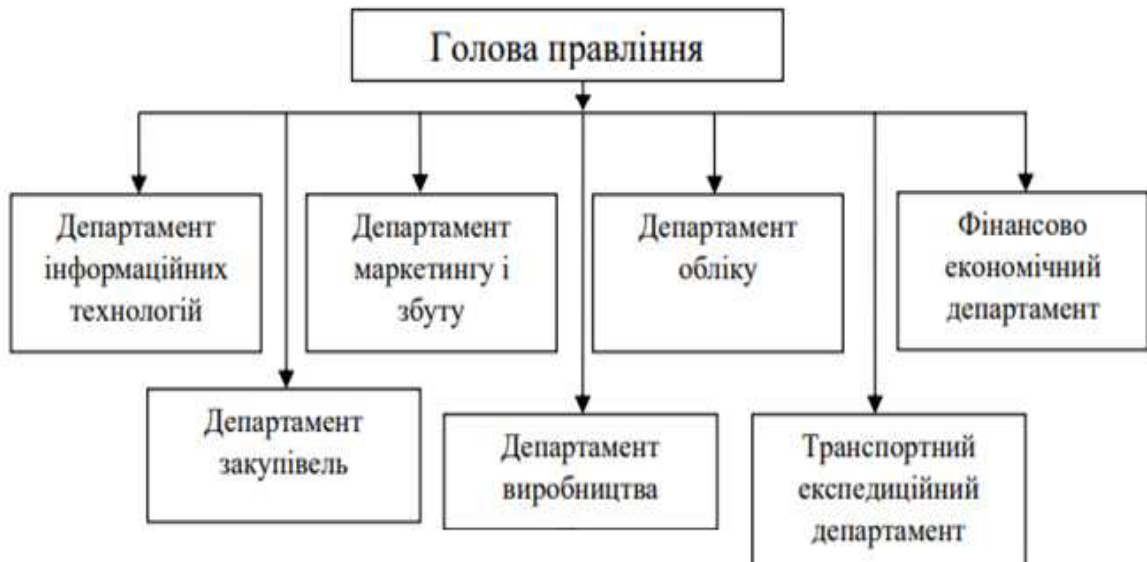 Голова правління
Департамент
інформаційних
технологій
Департамент
маркетингу і
збуту
Департамент
обліку
Фінансово
економічний
департамент
Департамент
закупівель
Департамент
виробництва
Транспортний
експедиційний
департамент